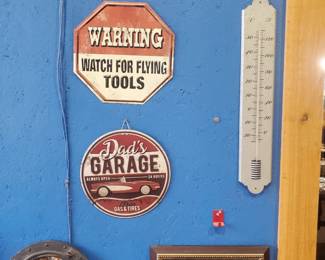 WARNING
WATCH FOR FLYING
TOOLS
Dad's
GARAGE
ALWAYS OPEN 24 HOURS
GAS & TIRES